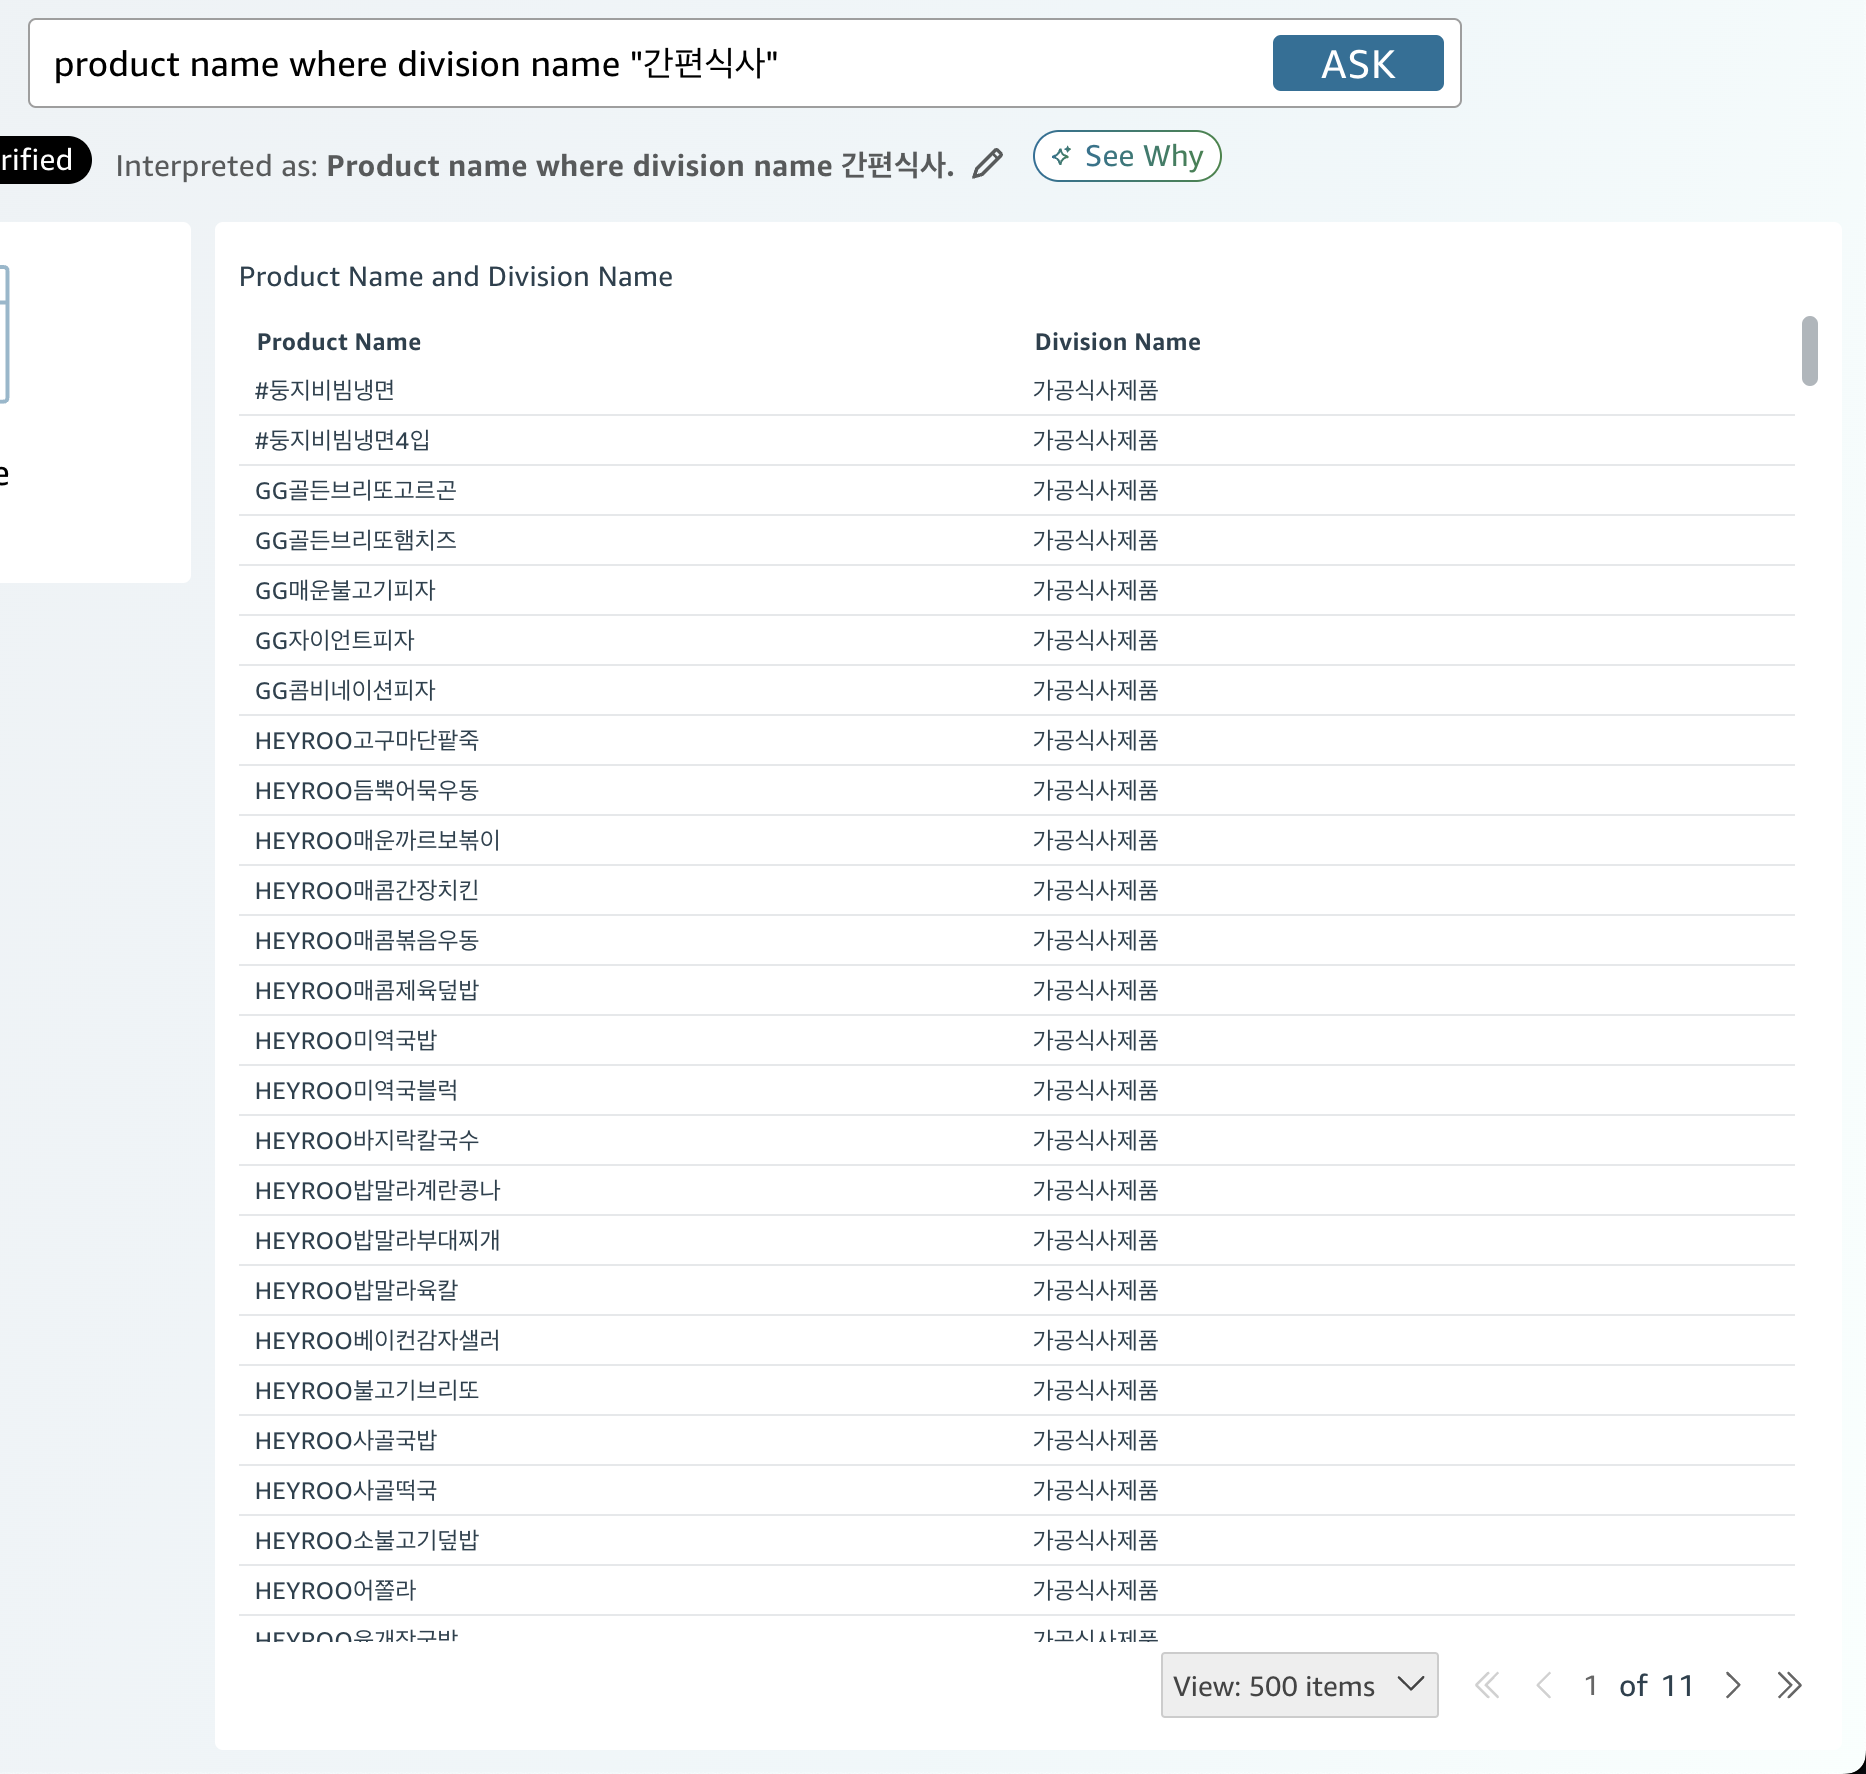 product name where division name "간편식사"
ASK
rified
Interpreted as: Product name where division name 간편식사.
See Why
e
Product Name and Division Name
Product Name Division Name
#둥지비빔냉면 가공식사제품
#둥지비빔냉면4입 가공식사제품
GG골든브리또고르곤 가공식사제품
GG골든브리또햄치즈 가공식사제품
GG매운불고기피자 가공식사제품
GG자이언트피자 가공식사제품
GG콤비네이션피자 가공식사제품
HEYROO고구마단팥죽 가공식사제품
HEYROO듬뿍어묵우동 가공식사제품
HEYROO매운까르보볶이 가공식사제품
HEYROO매콤간장치킨 가공식사제품
HEYROO매콤볶음우동 가공식사제품
HEYROO매콤제육덮밥 가공식사제품
HEYROO미역국밥 가공식사제품
HEYROO미역국블럭 가공식사제품
HEYROO바지락칼국수 가공식사제품
HEYROO밥말라계란콩나 가공식사제품
HEYROO밥말라부대찌개 가공식사제품
HEYROO밥말라육칼 가공식사제품
HEYROO베이컨감자샐러 가공식사제품
HEYROO불고기브리또 가공식사제품
HEYROO사골국밥 가공식사제품
HEYROO사골떡국 가공식사제품
HEYROO소불고기덮밥 가공식사제품
HEYROO어쫄라 가공식사제품
HEYROO육개장국밥 가공식사제품
View: 500 items
1 of 11